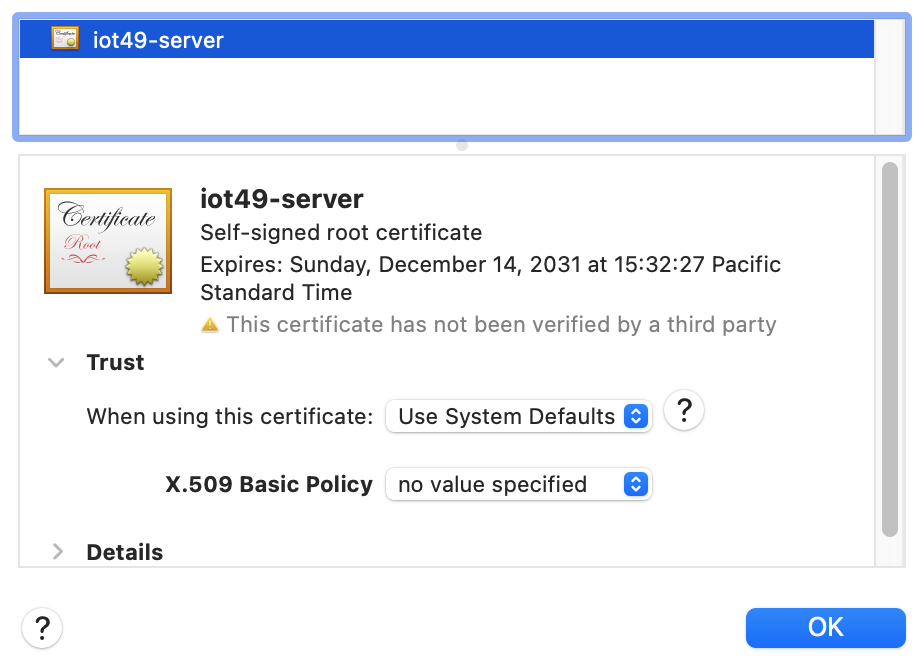 iot49-server
Certificate
Root
iot49-server
Self-signed root certificate
Expires: Sunday, December 14, 2031 at 15:32:27 Pacific
Standard Time
This certificate has not been verified by a third party
Trust
When using this certificate: Use System Defaults ?
X.509 Basic Policy no value specified
Details
? OK